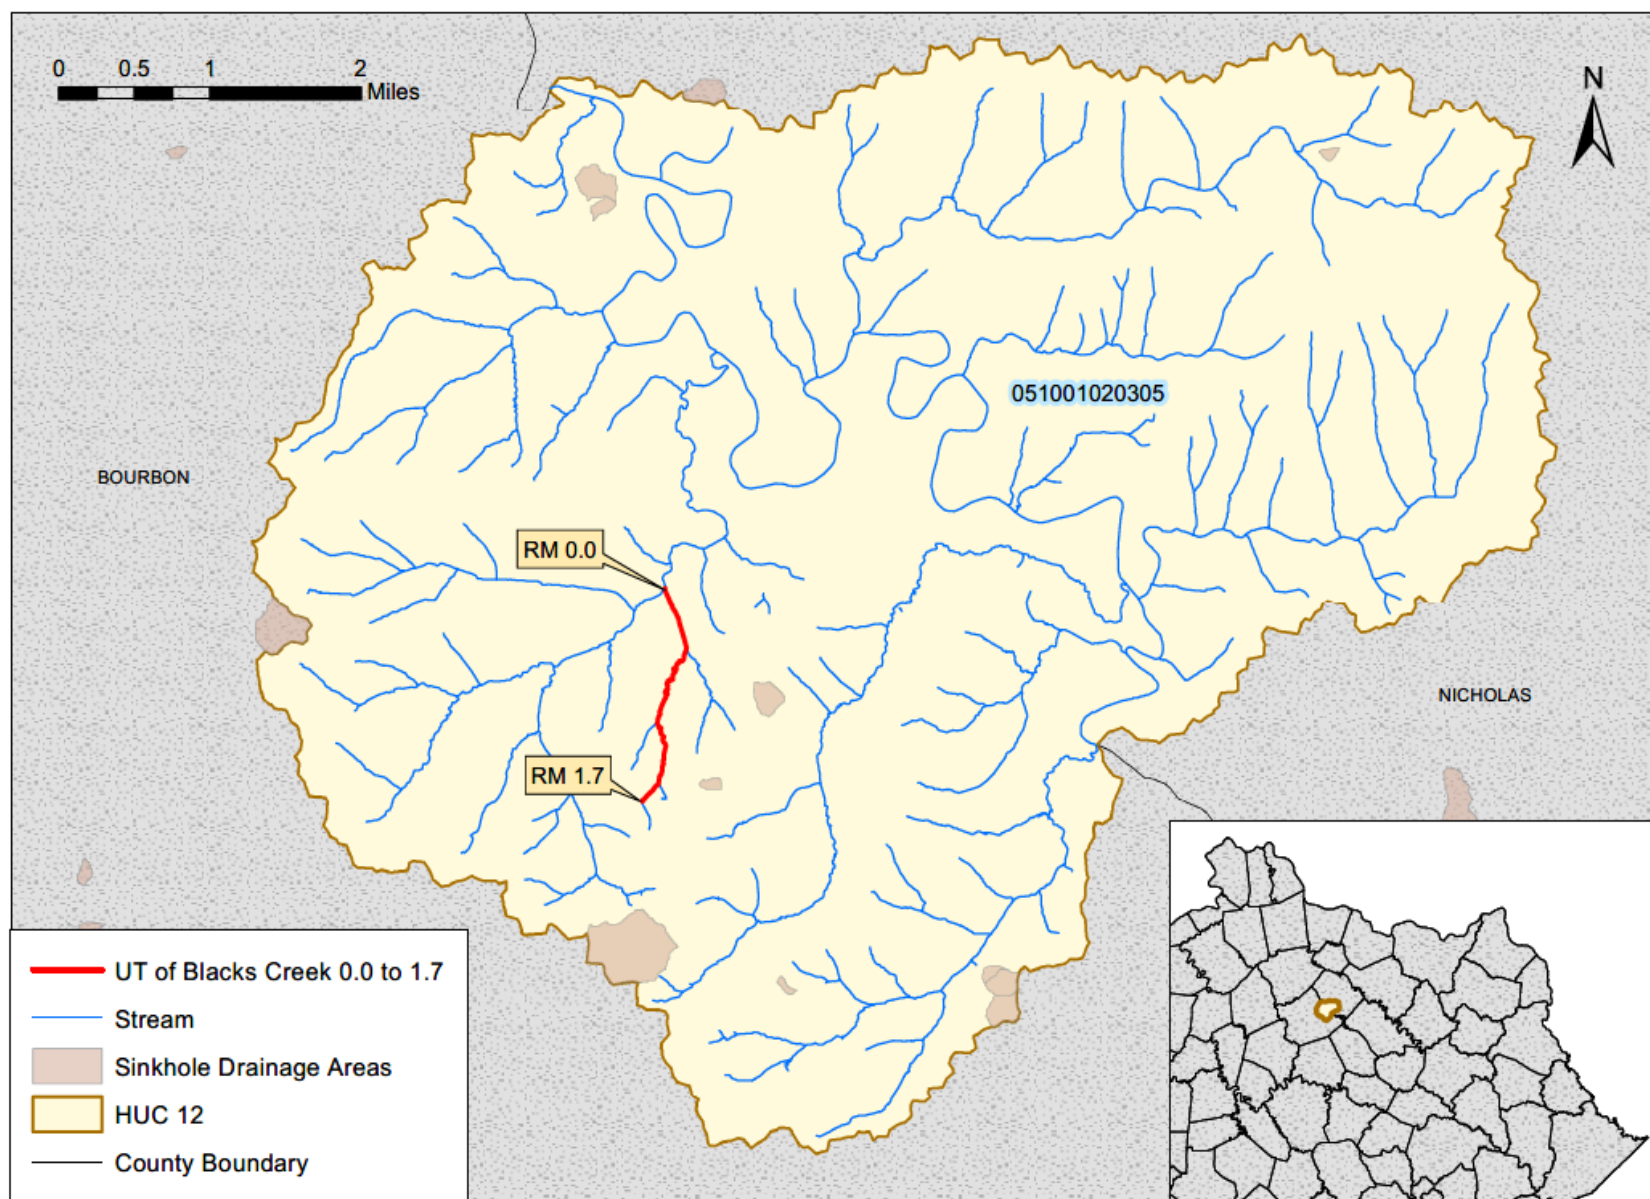 0 0.5 1 2
Miles
N
051001020305
BOURBON
RM 0.0
NICHOLAS
RM 1.7
UT of Blacks Creek 0.0 to 1.7
Stream
Sinkhole Drainage Areas
HUC 12
County Boundary